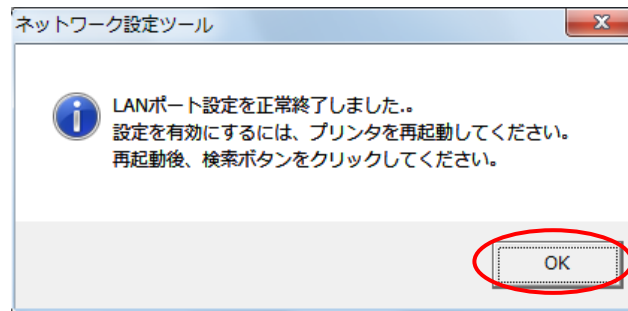 ネットワーク設定ツール
LANポート設定を正常終了しました.。
設定を有効にするには、プリンタを再起動してください。
再起動後、検索ボタンをクリックしてください。
OK